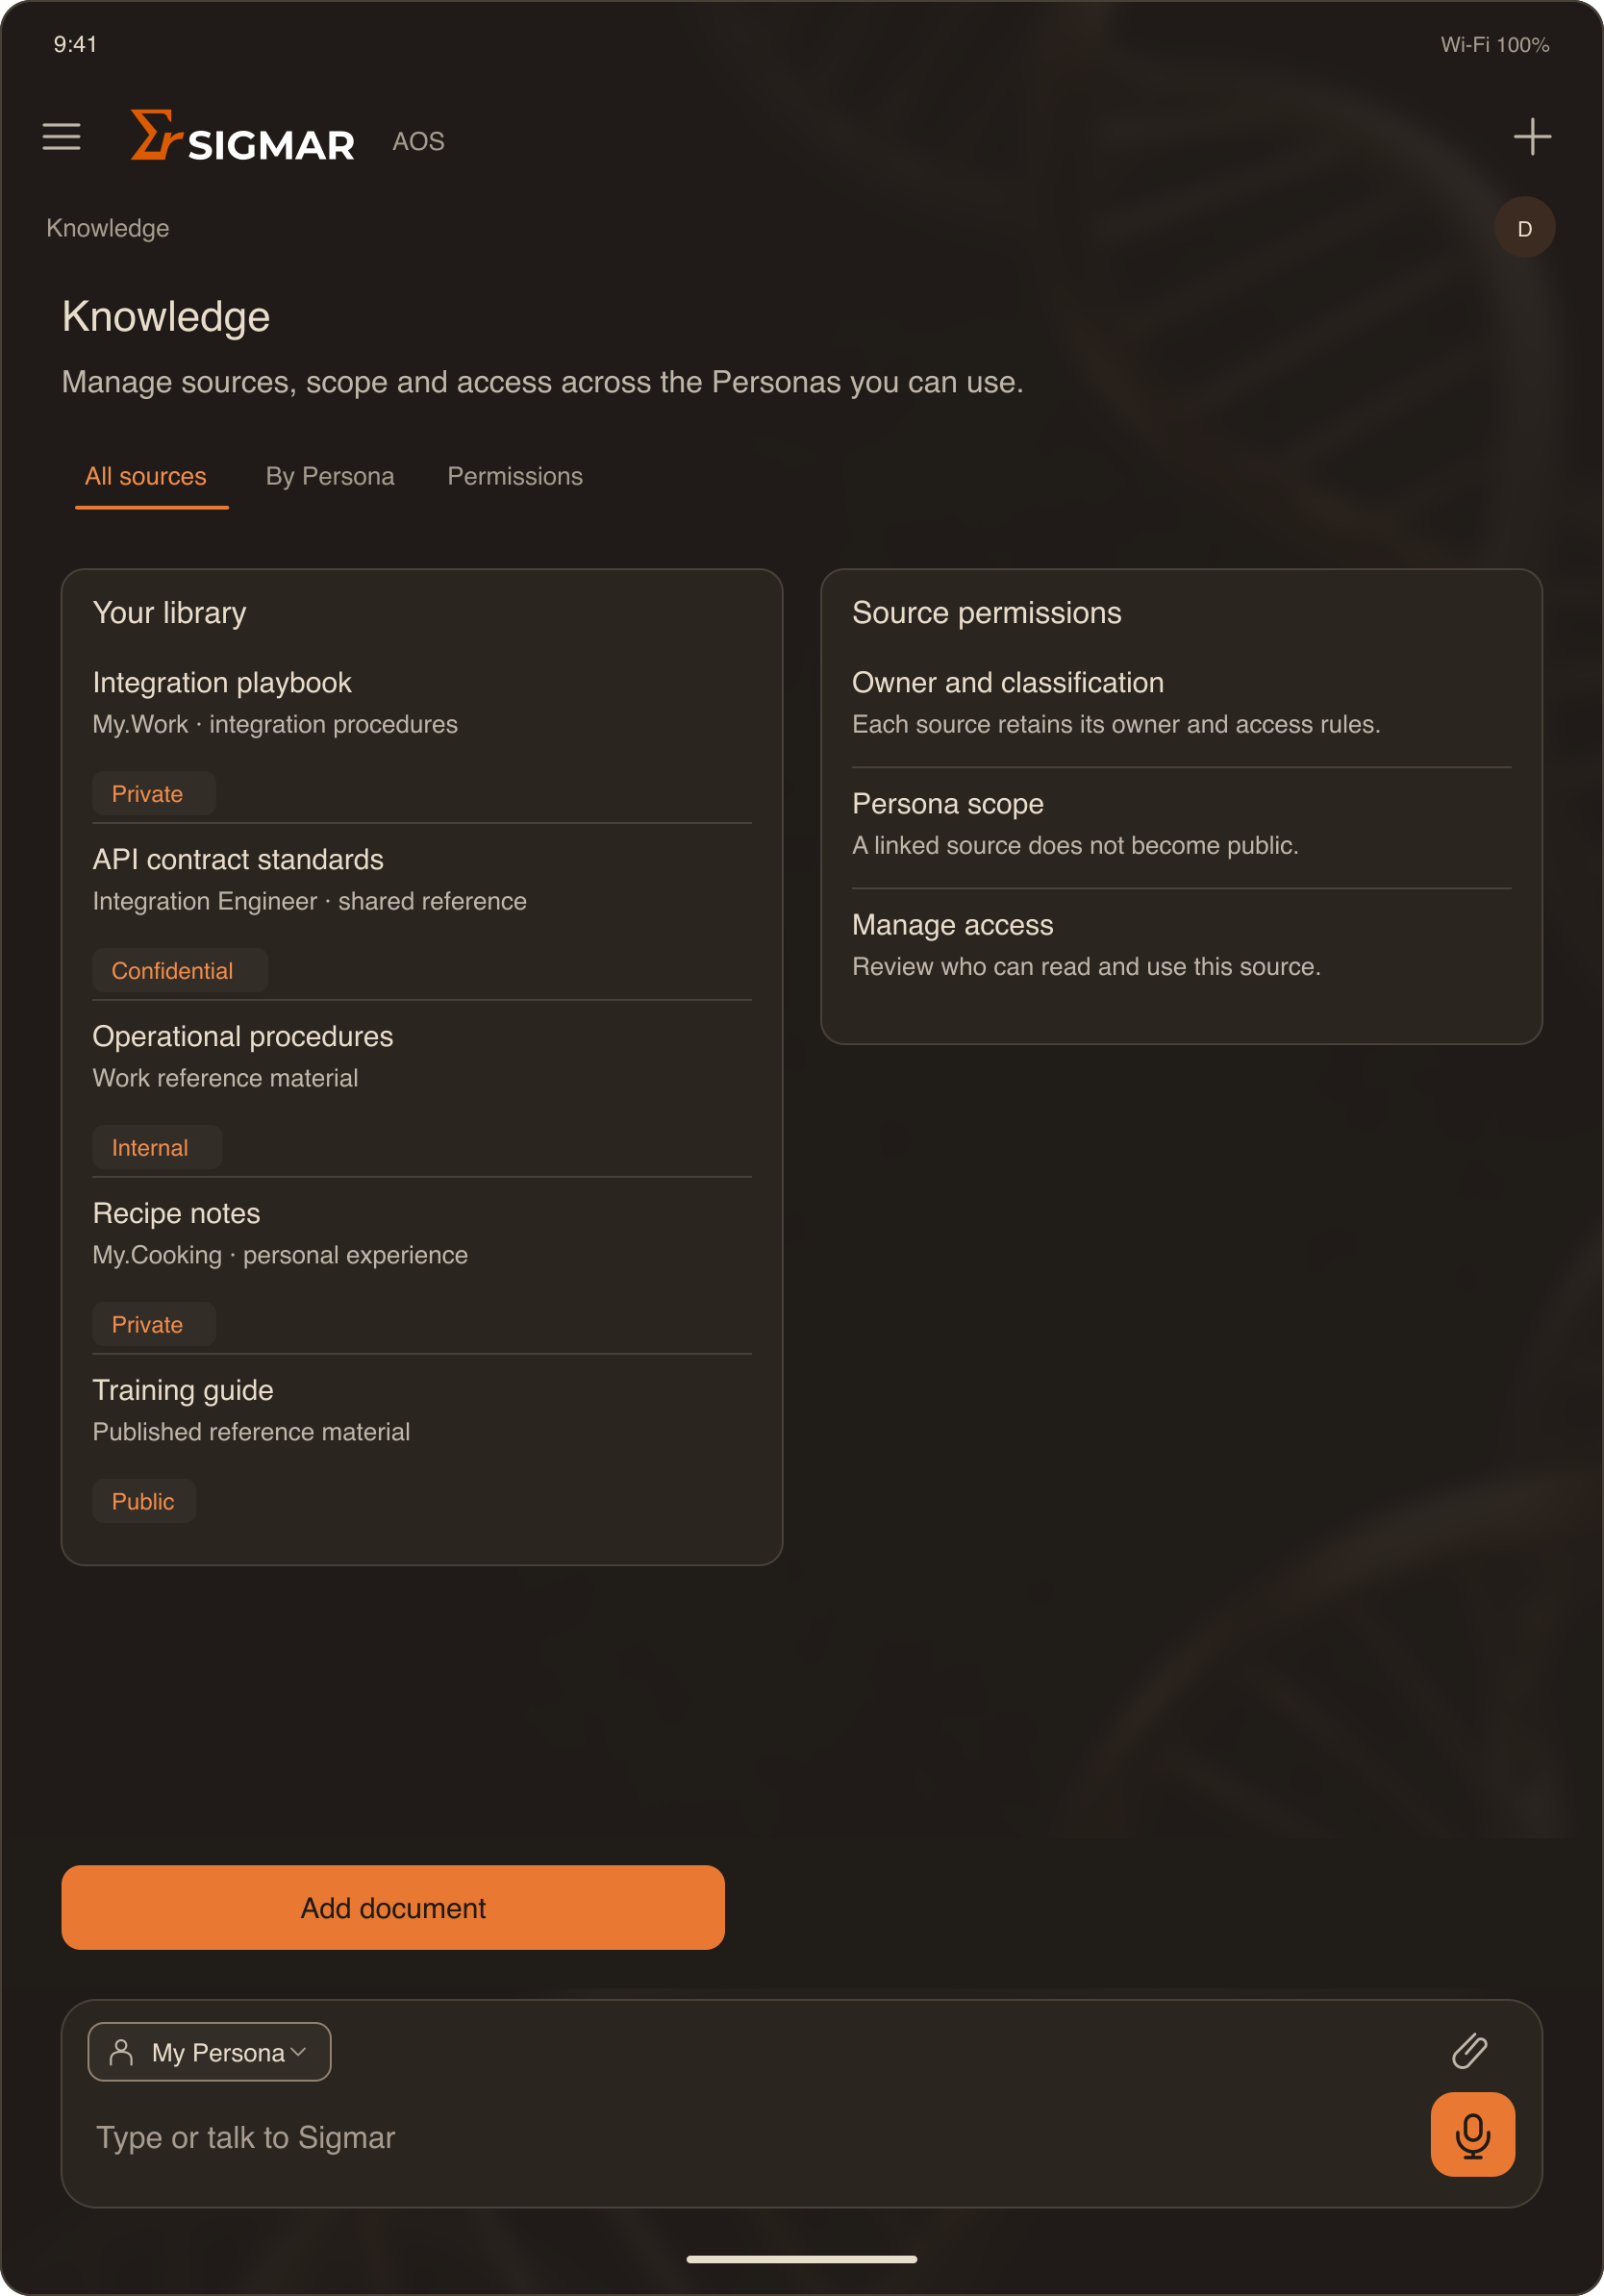 9:41
Wi-Fi 100%
Σr SIGMAR AOS
Knowledge
D
Knowledge
Manage sources, scope and access across the Personas you can use.
All sources
By Persona
Permissions
Your library
Integration playbook
My.Work · integration procedures
Private
API contract standards
Integration Engineer · shared reference
Confidential
Operational procedures
Work reference material
Internal
Recipe notes
My.Cooking · personal experience
Private
Training guide
Published reference material
Public
Source permissions
Owner and classification
Each source retains its owner and access rules.
Persona scope
A linked source does not become public.
Manage access
Review who can read and use this source.
Add document
My Persona
Type or talk to Sigmar